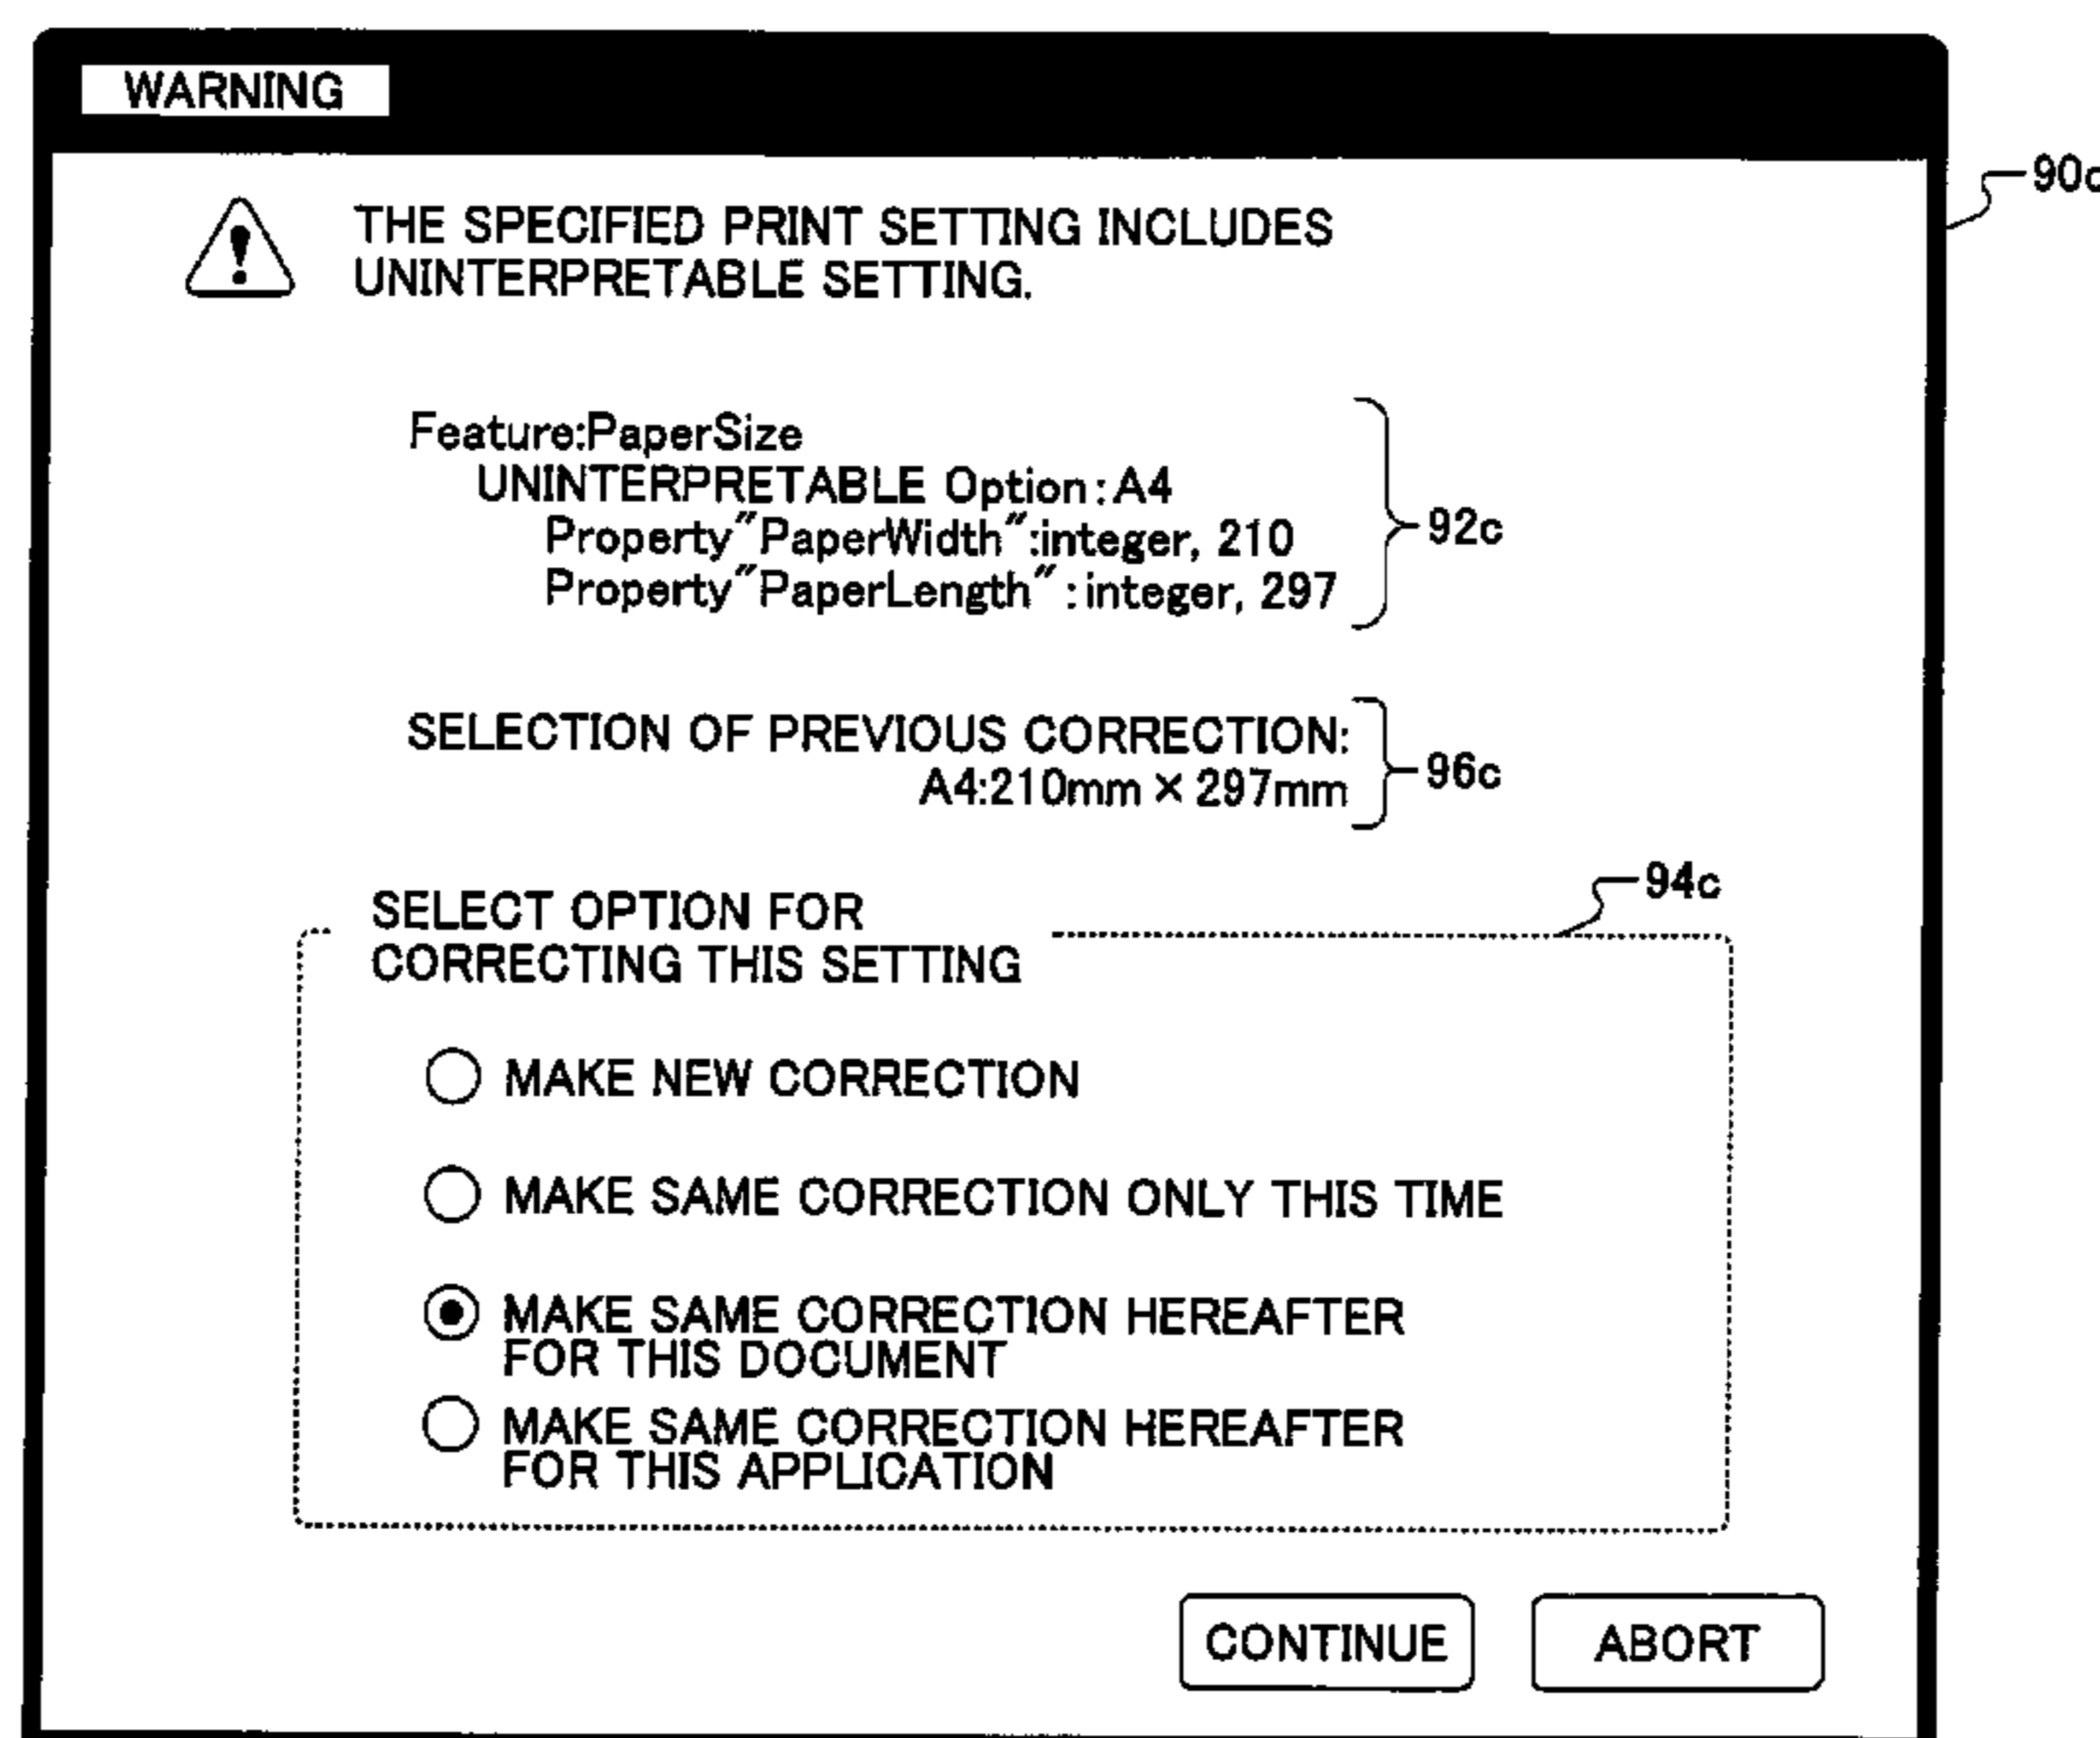 WARNING
90c
THE SPECIFIED PRINT SETTING INCLUDES
UNINTERPRETABLE SETTING.
Feature:PaperSize
UNINTERPRETABLE Option:A4
Property"PaperWidth":integer, 210
Property"PaperLength":integer, 297
92c
SELECTION OF PREVIOUS CORRECTION:
A4:210mm × 297mm
96c
94c
SELECT OPTION FOR
CORRECTING THIS SETTING
MAKE NEW CORRECTION
MAKE SAME CORRECTION ONLY THIS TIME
MAKE SAME CORRECTION HEREAFTER
FOR THIS DOCUMENT
MAKE SAME CORRECTION HEREAFTER
FOR THIS APPLICATION
CONTINUE
ABORT